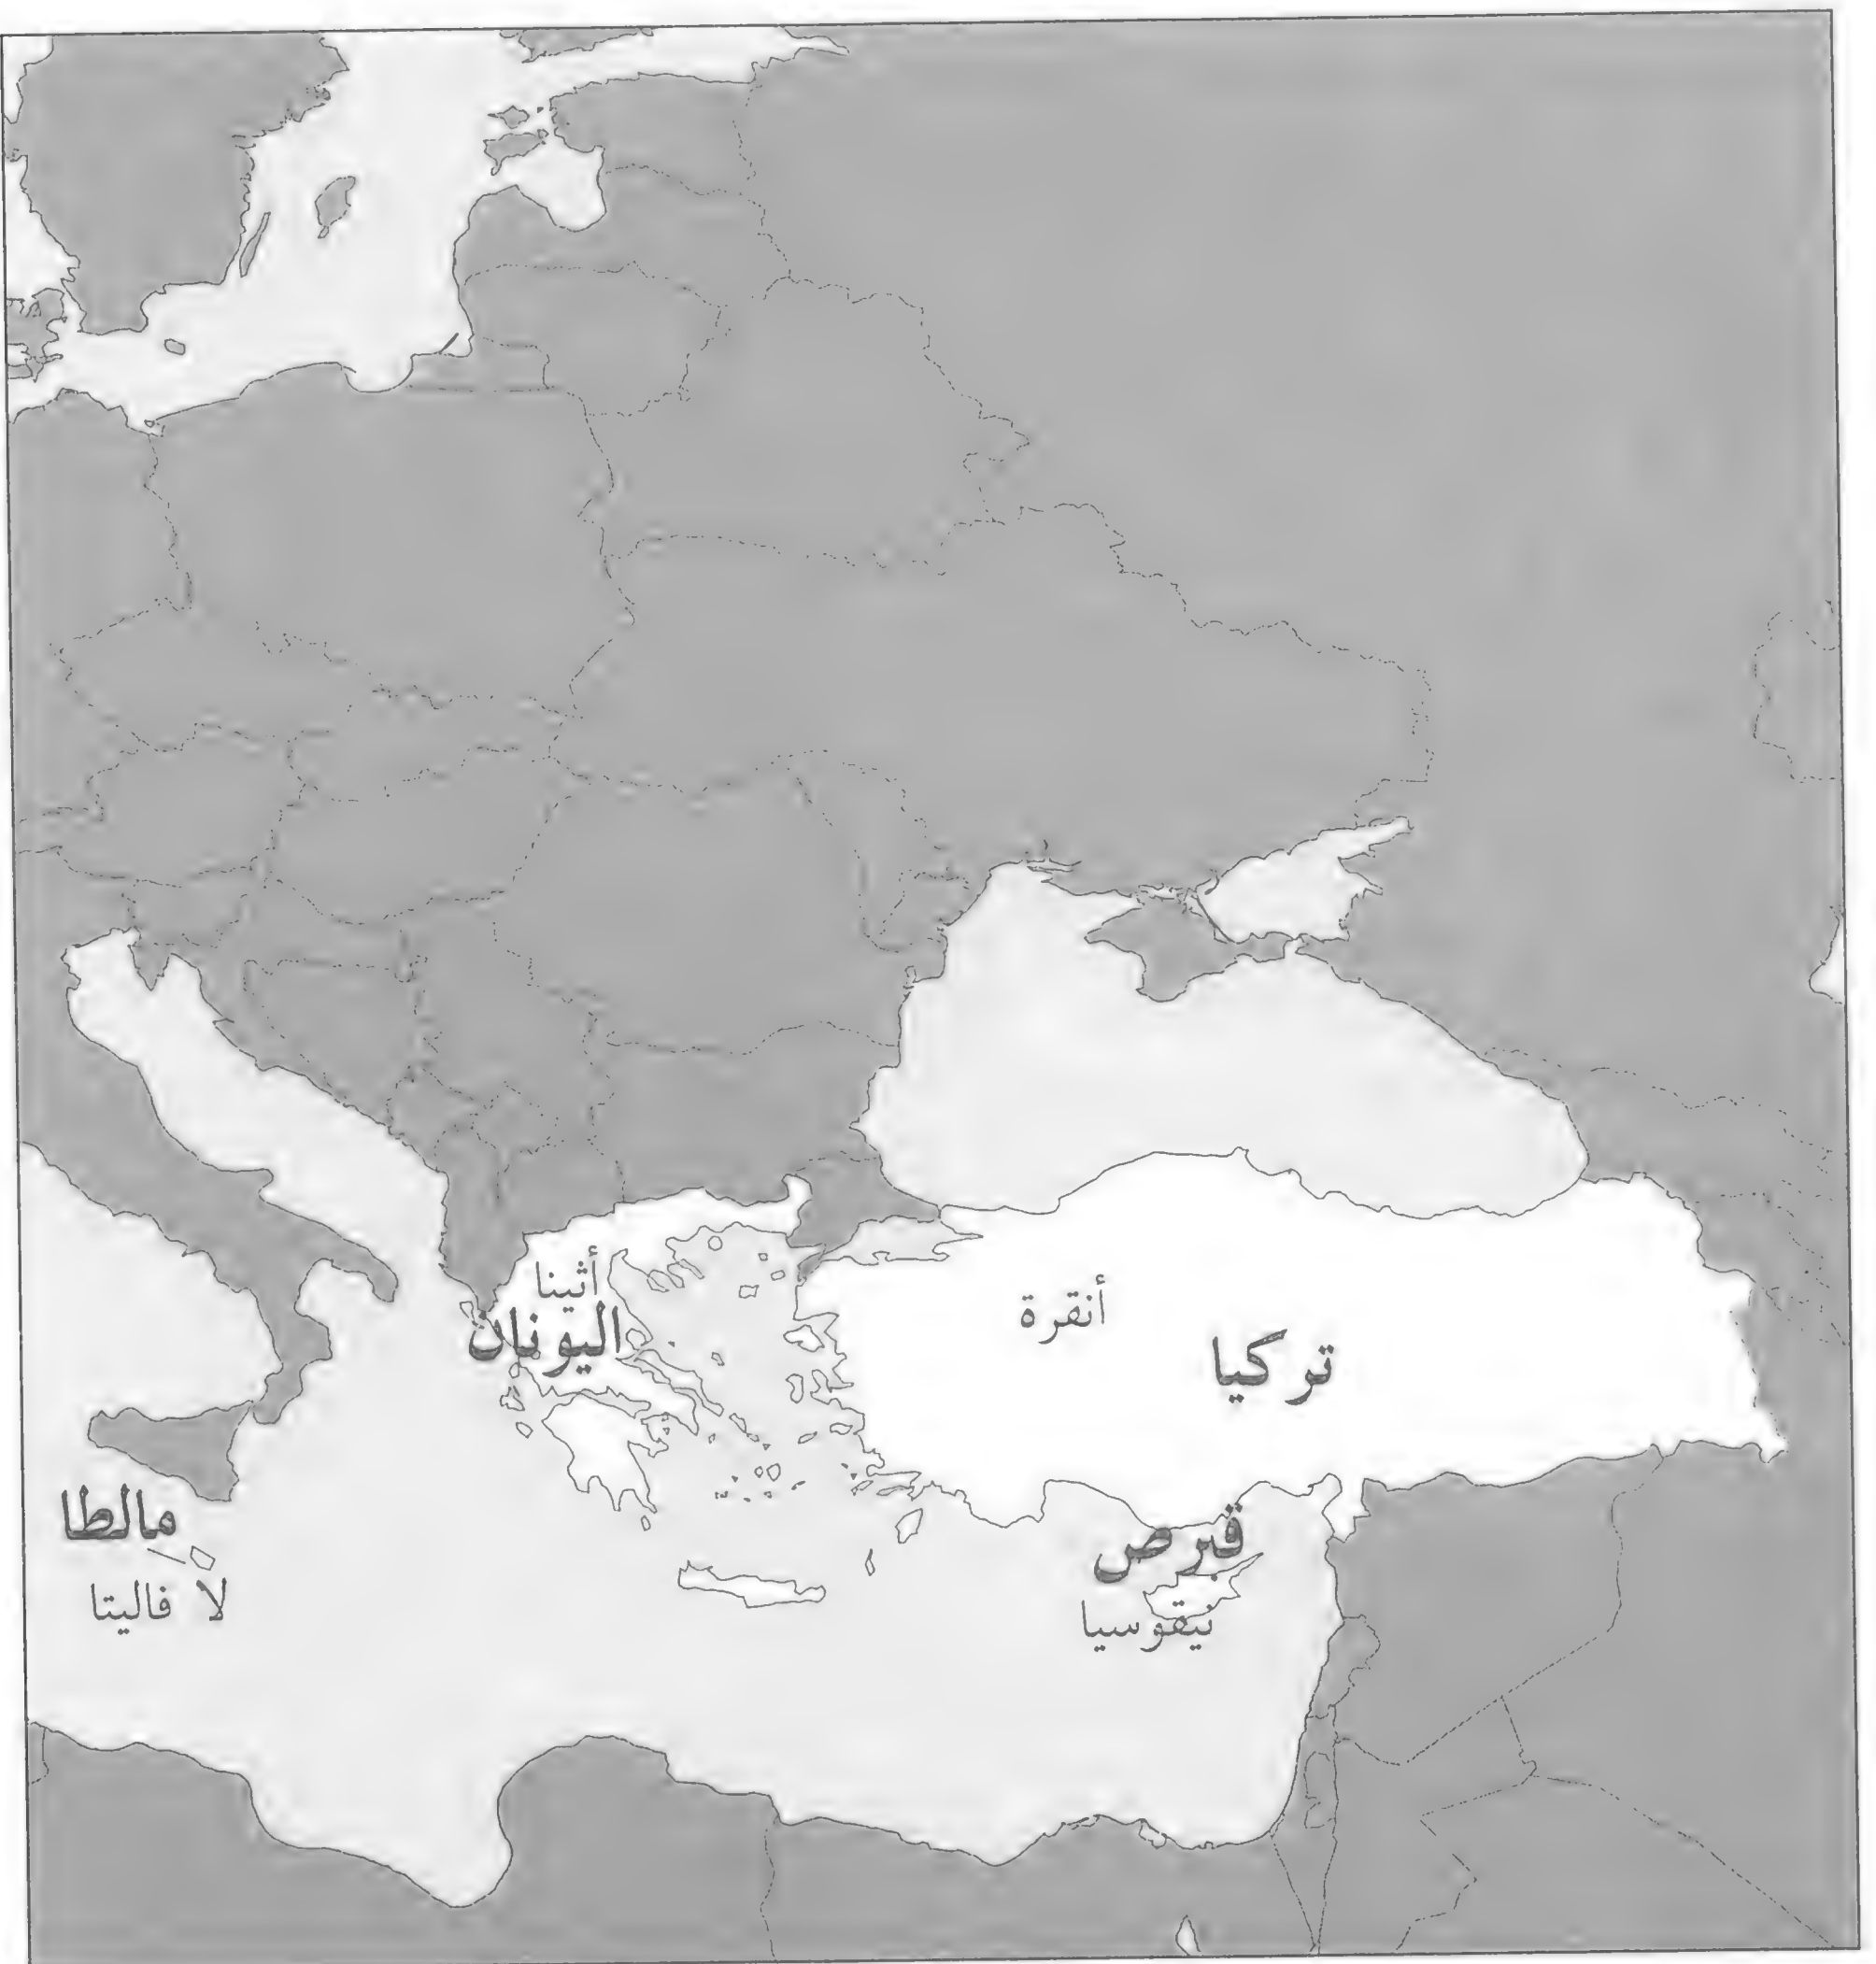 أثينا
اليونان
أنقرة
تركيا
مالطا
لا فاليتا
قبرص
نيقوسيا